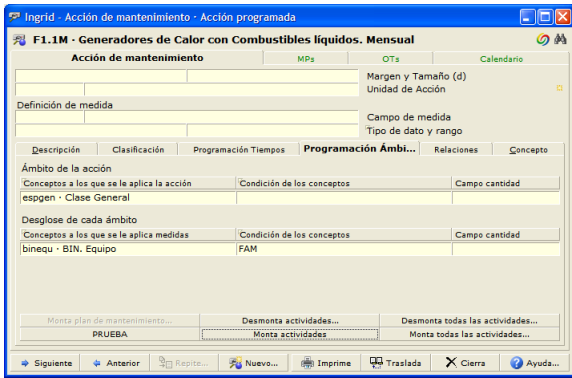 Ingrid - Acción de mantenimiento · Acción programada
F1.1M · Generadores de Calor con Combustibles líquidos. Mensual
Acción de mantenimiento MPs OTs Calendario
Margen y Tamaño (d)
Unidad de Acción
Definición de medida
Campo de medida
Tipo de dato y rango
Descripción Clasificación Programación Tiempos Programación Ámbi... Relaciones Concepto
Ámbito de la acción
Conceptos a los que se le aplica la acción Condición de los conceptos Campo cantidad
espgen · Clase General
Desglose de cada ámbito
Conceptos a los que se le aplica medidas Condición de los conceptos Campo cantidad
binequ · BIN. Equipo FAM
Monta plan de mantenimiento... Desmonta actividades... Desmonta todas las actividades...
PRUEBA Monta actividades Monta todas las actividades...
Siguiente Anterior Repite... Nuevo... Imprime Traslada Cierra Ayuda...